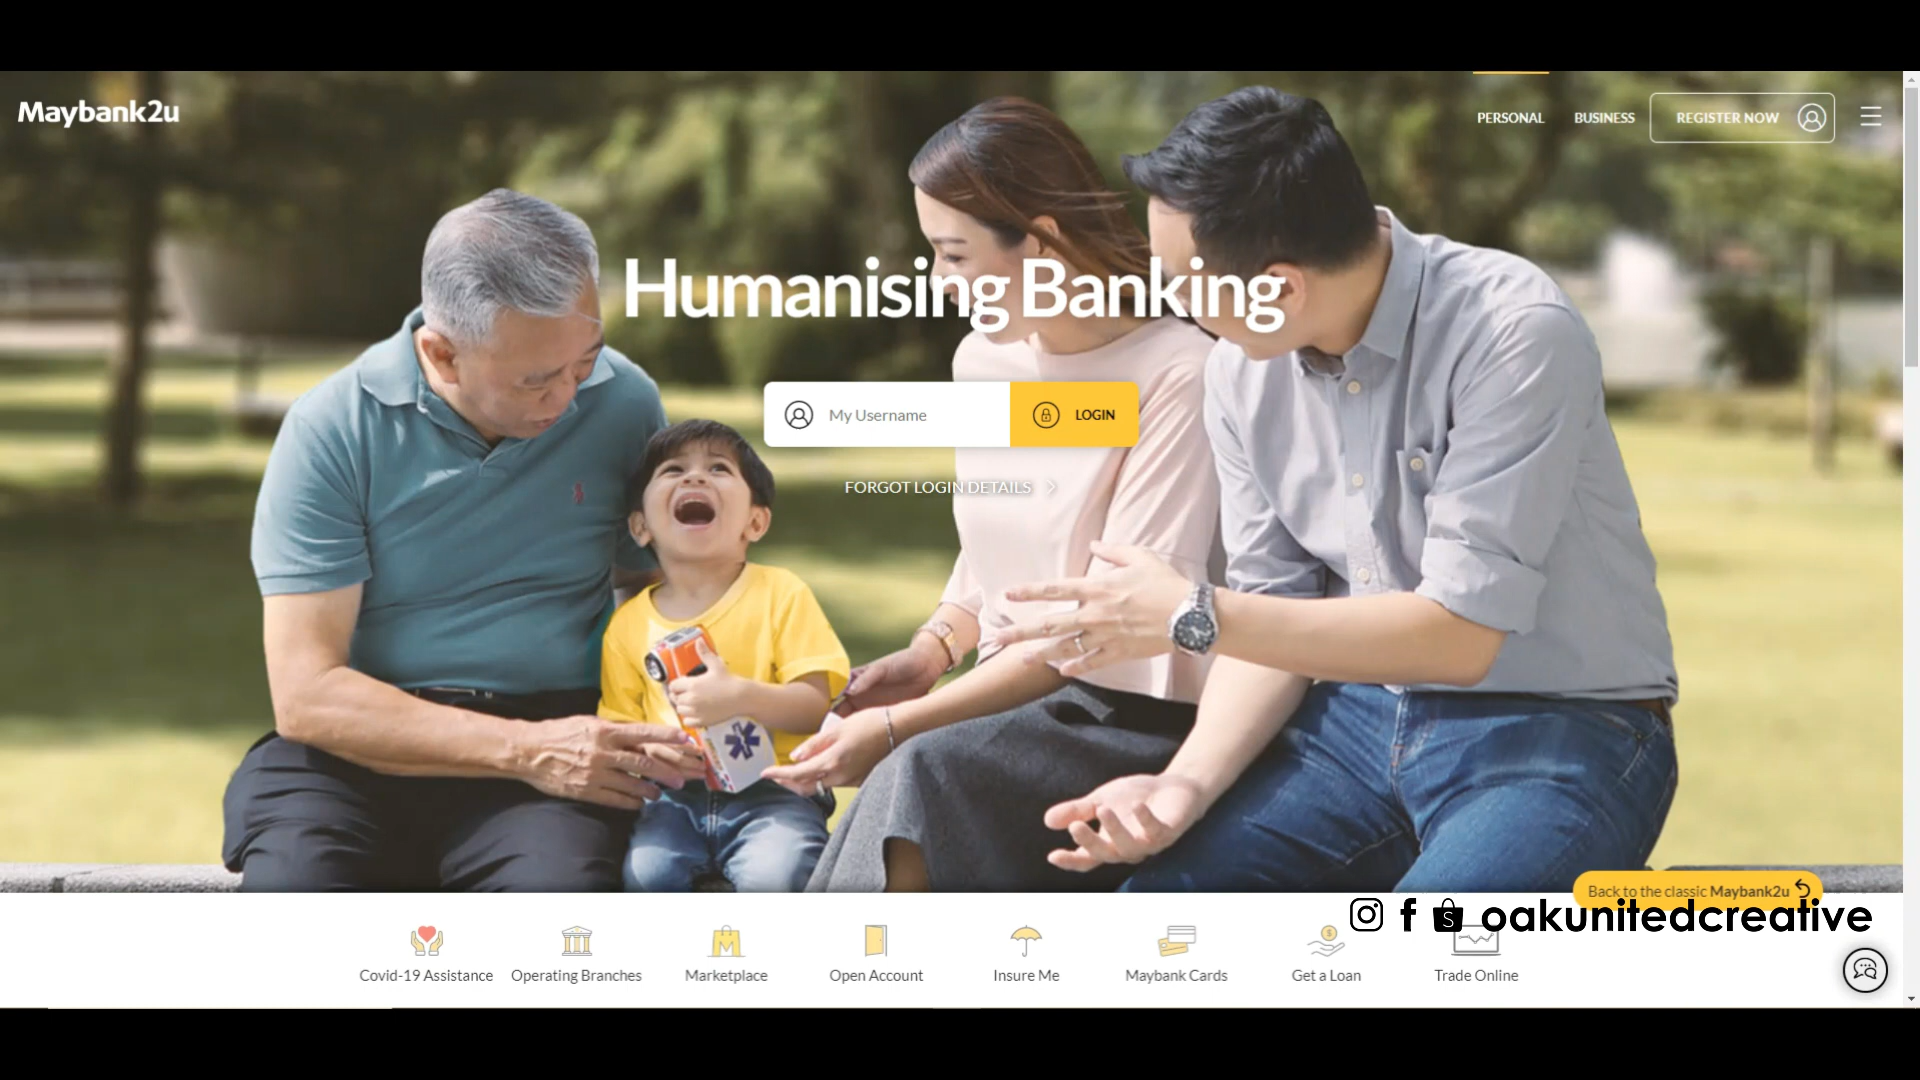 Maybank2u
PERSONAL
BUSINESS
REGISTER NOW
Humanising Banking
My Username
LOGIN
FORGOT LOGIN DETAILS
Back to the classic Maybank2u
S oakunitedcreative
Covid-19 Assistance
Operating Branches
Marketplace
Open Account
Insure Me
Maybank Cards
Get a Loan
Trade Online